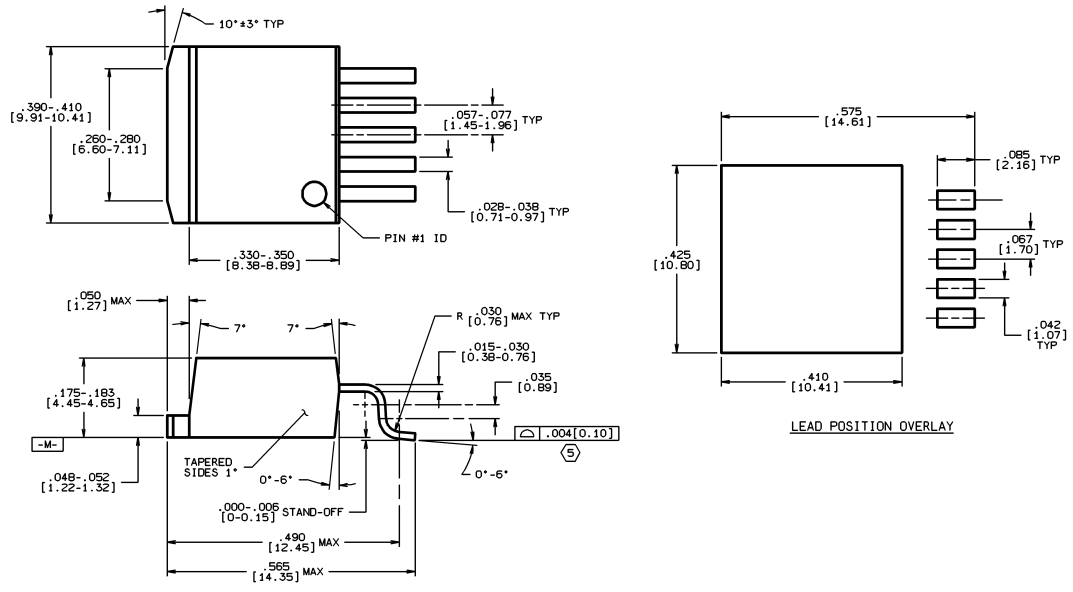 10°±3° TYP
.390-.410
[9.91-10.41]
.260-.280
[6.60-7.11]
.057-.077
[1.45-1.96] TYP
.028-.038
[0.71-0.97] TYP
PIN #1 ID
.330-.350
[8.38-8.89]
.575
[14.61]
.085
[2.16] TYP
.067
[1.70] TYP
.425
[10.80]
.042
[1.07]
TYP
.410
[10.41]
LEAD POSITION OVERLAY
.050
[1.27] MAX
7°
7°
R .030
[0.76] MAX TYP
.015-.030
[0.38-0.76]
.035
[0.89]
.175-.183
[4.45-4.65]
-M-
.004[0.10]
5
TAPERED
SIDES 1°
0°-6°
0°-6°
.048-.052
[1.22-1.32]
.000-.006
[0-0.15] STAND-OFF
.490
[12.45] MAX
.565
[14.35] MAX